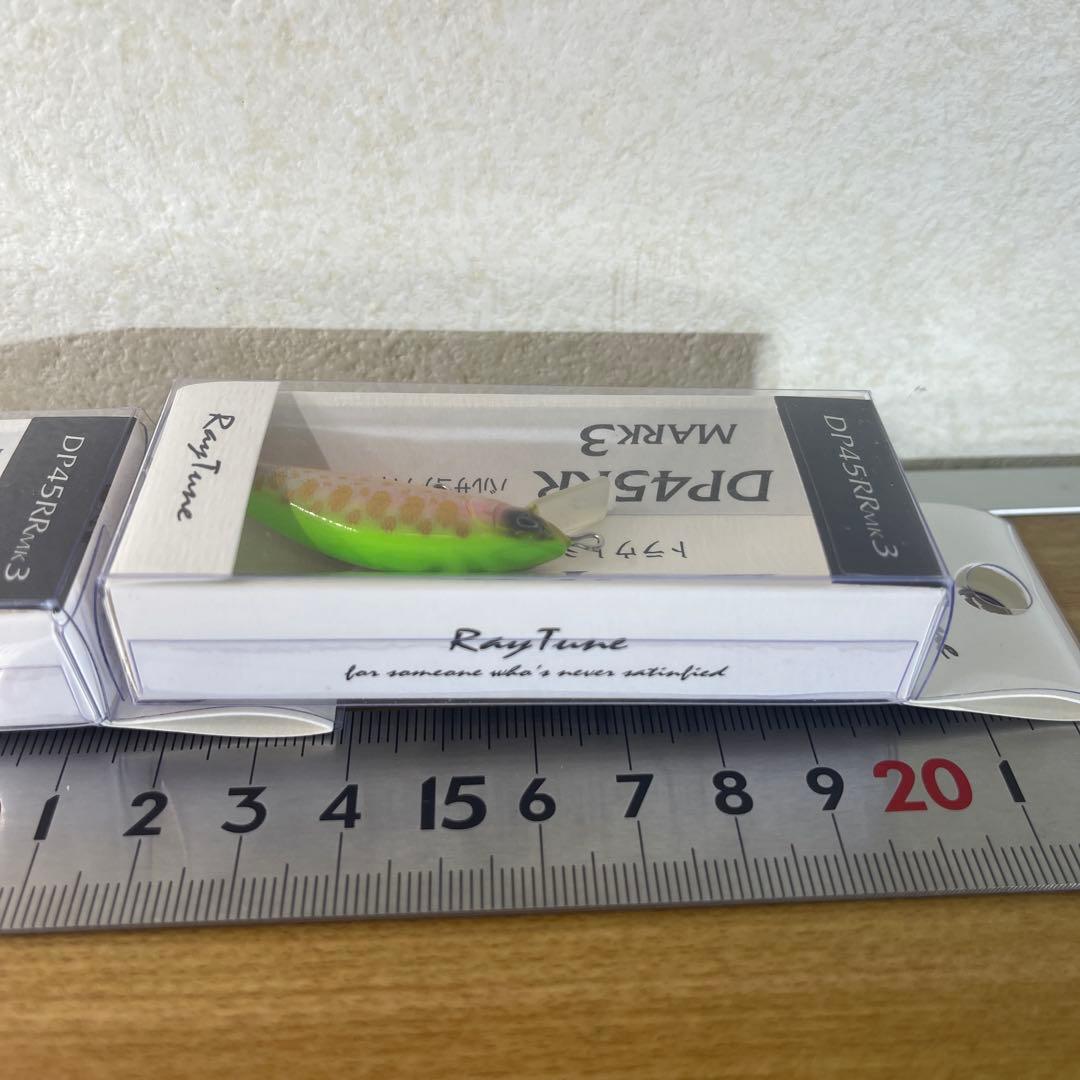 DP45RRMK3
RayTune
MARK3
DP45RR
DP45RRMK3
RayTune
for someone who's never satinfied
1 2 3 4 15 6 7 8 9 20 1